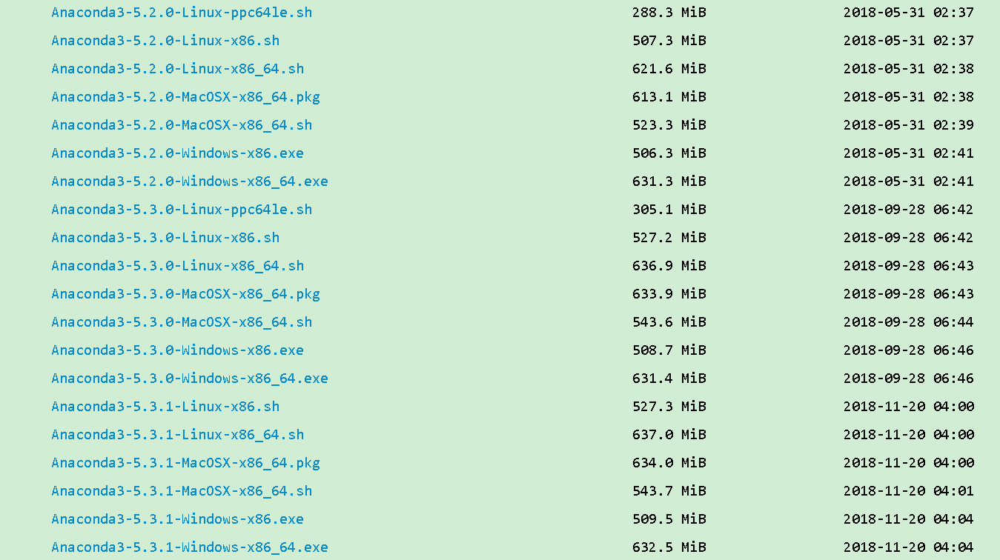 Anaconda3-5.2.0-Linux-ppc64le.sh 288.3 MiB 2018-05-31 02:37
Anaconda3-5.2.0-Linux-x86.sh 507.3 MiB 2018-05-31 02:37
Anaconda3-5.2.0-Linux-x86_64.sh 621.6 MiB 2018-05-31 02:38
Anaconda3-5.2.0-MacOSX-x86_64.pkg 613.1 MiB 2018-05-31 02:38
Anaconda3-5.2.0-MacOSX-x86_64.sh 523.3 MiB 2018-05-31 02:39
Anaconda3-5.2.0-Windows-x86.exe 506.3 MiB 2018-05-31 02:41
Anaconda3-5.2.0-Windows-x86_64.exe 631.3 MiB 2018-05-31 02:41
Anaconda3-5.3.0-Linux-ppc64le.sh 305.1 MiB 2018-09-28 06:42
Anaconda3-5.3.0-Linux-x86.sh 527.2 MiB 2018-09-28 06:42
Anaconda3-5.3.0-Linux-x86_64.sh 636.9 MiB 2018-09-28 06:43
Anaconda3-5.3.0-MacOSX-x86_64.pkg 633.9 MiB 2018-09-28 06:43
Anaconda3-5.3.0-MacOSX-x86_64.sh 543.6 MiB 2018-09-28 06:44
Anaconda3-5.3.0-Windows-x86.exe 508.7 MiB 2018-09-28 06:46
Anaconda3-5.3.0-Windows-x86_64.exe 631.4 MiB 2018-09-28 06:46
Anaconda3-5.3.1-Linux-x86.sh 527.3 MiB 2018-11-20 04:00
Anaconda3-5.3.1-Linux-x86_64.sh 637.0 MiB 2018-11-20 04:00
Anaconda3-5.3.1-MacOSX-x86_64.pkg 634.0 MiB 2018-11-20 04:00
Anaconda3-5.3.1-MacOSX-x86_64.sh 543.7 MiB 2018-11-20 04:01
Anaconda3-5.3.1-Windows-x86.exe 509.5 MiB 2018-11-20 04:04
Anaconda3-5.3.1-Windows-x86_64.exe 632.5 MiB 2018-11-20 04:04